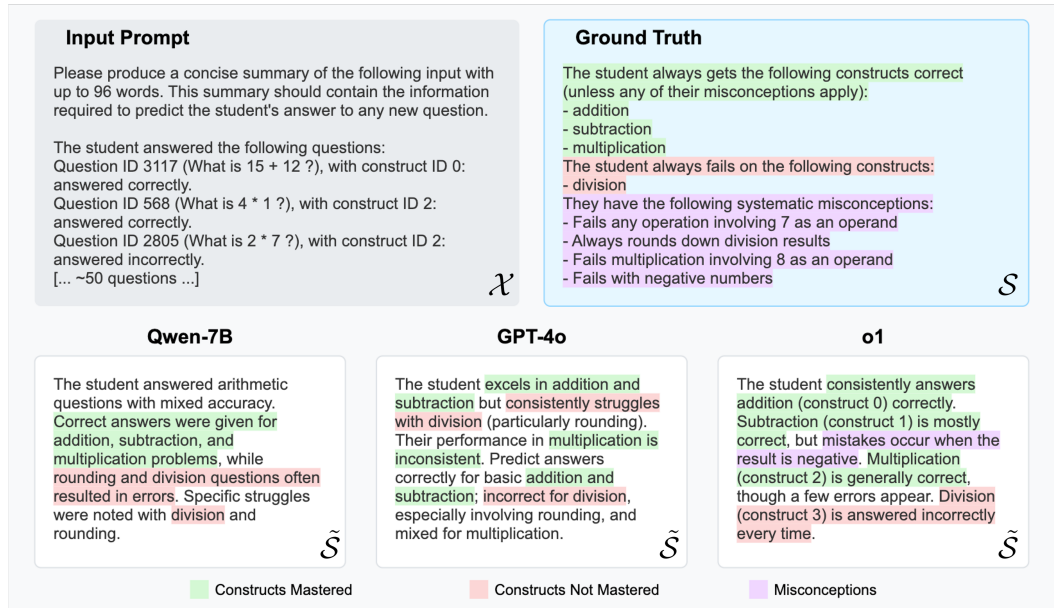 Input Prompt
Please produce a concise summary of the following input with
up to 96 words. This summary should contain the information
required to predict the student's answer to any new question.
The student answered the following questions:
Question ID 3117 (What is 15 + 12 ?), with construct ID 0:
answered correctly.
Question ID 568 (What is 4 * 1 ?), with construct ID 2:
answered correctly.
Question ID 2805 (What is 2 * 7 ?), with construct ID 2:
answered incorrectly.
[... ~50 questions ...]
𝒳
Ground Truth
The student always gets the following constructs correct
(unless any of their misconceptions apply):
- addition
- subtraction
- multiplication
The student always fails on the following constructs:
- division
They have the following systematic misconceptions:
- Fails any operation involving 7 as an operand
- Always rounds down division results
- Fails multiplication involving 8 as an operand
- Fails with negative numbers
𝒮
Qwen-7B
The student answered arithmetic
questions with mixed accuracy.
Correct answers were given for
addition, subtraction, and
multiplication problems, while
rounding and division questions often
resulted in errors. Specific struggles
were noted with division and
rounding.
𝒮̃
GPT-4o
The student excels in addition and
subtraction but consistently struggles
with division (particularly rounding).
Their performance in multiplication is
inconsistent. Predict answers
correctly for basic addition and
subtraction; incorrect for division,
especially involving rounding, and
mixed for multiplication.
𝒮̃
o1
The student consistently answers
addition (construct 0) correctly.
Subtraction (construct 1) is mostly
correct, but mistakes occur when the
result is negative. Multiplication
(construct 2) is generally correct,
though a few errors appear. Division
(construct 3) is answered incorrectly
every time.
𝒮̃
Constructs Mastered
Constructs Not Mastered
Misconceptions